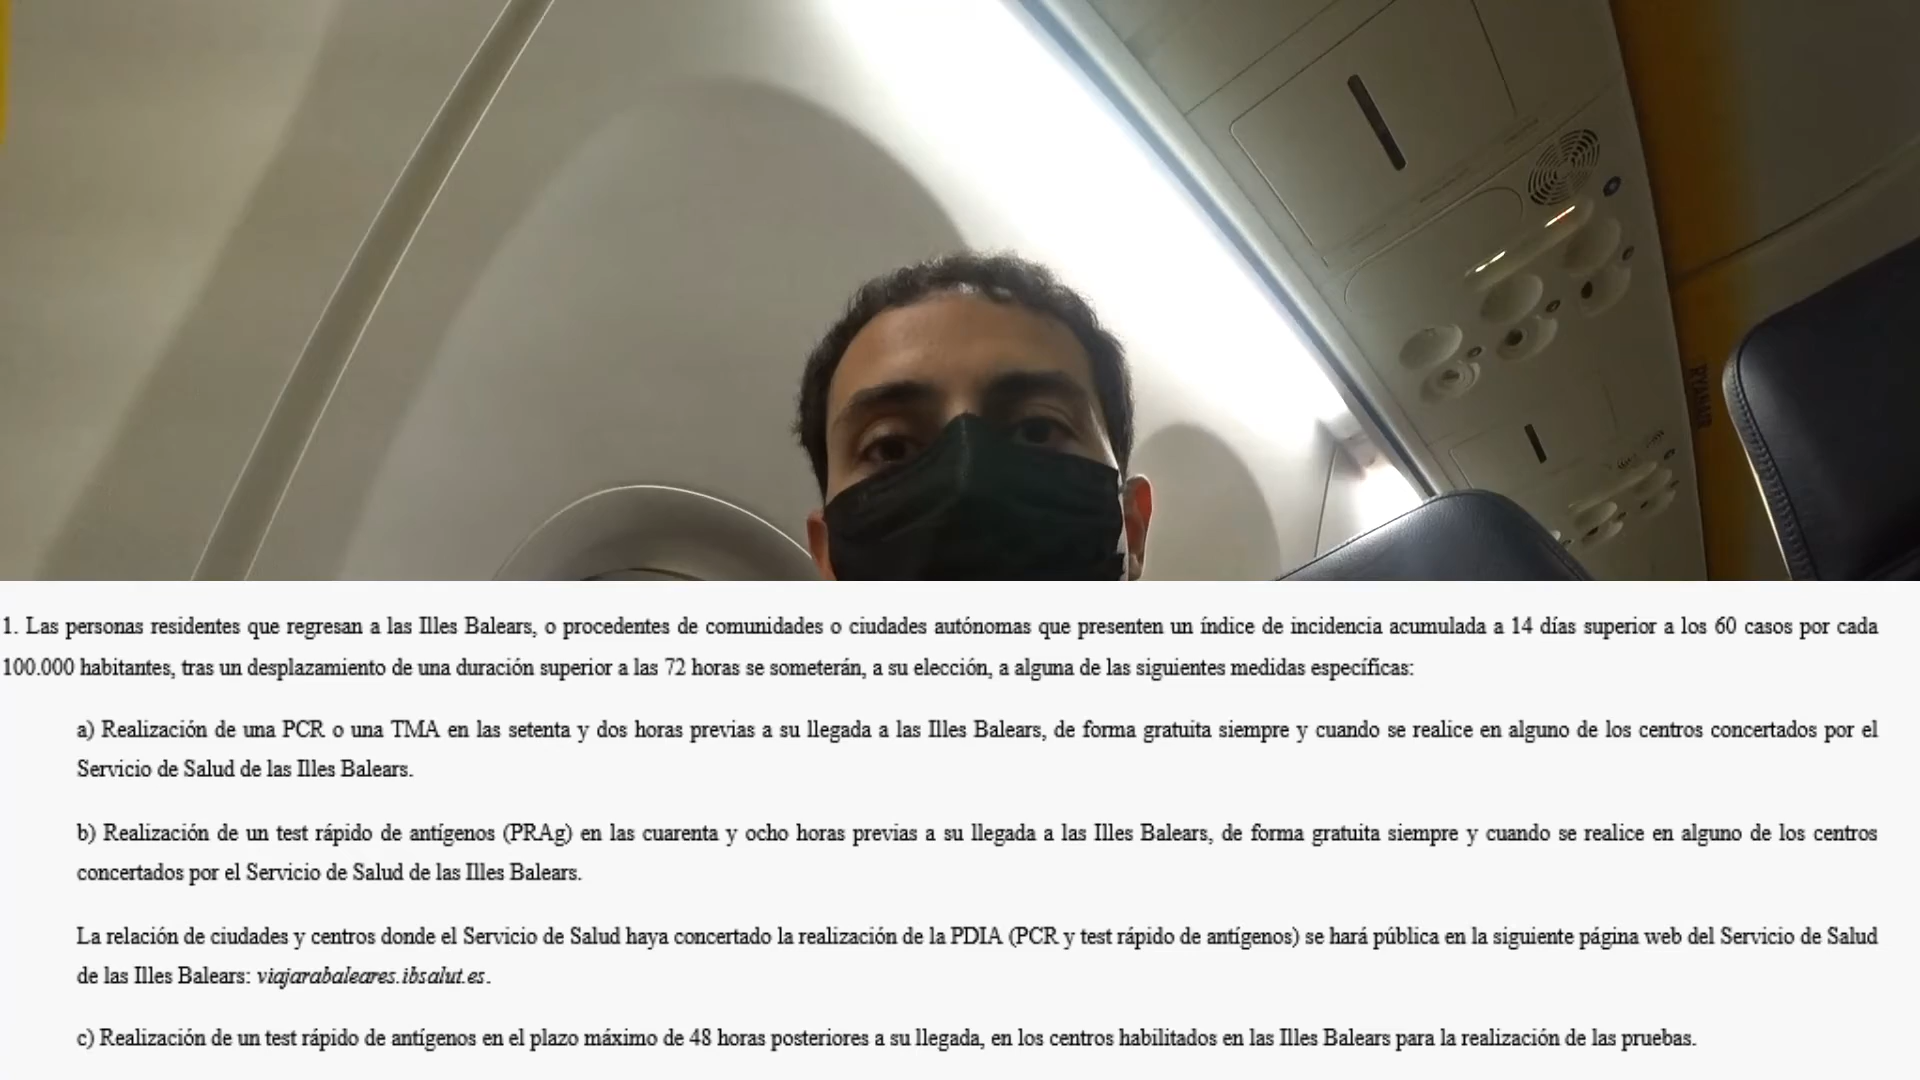 RYANAIR
1. Las personas residentes que regresan a las Illes Balears, o procedentes de comunidades o ciudades autónomas que presenten un índice de incidencia acumulada a 14 días superior a los 60 casos por cada
100.000 habitantes, tras un desplazamiento de una duración superior a las 72 horas se someterán, a su elección, a alguna de las siguientes medidas específicas:
a) Realización de una PCR o una TMA en las setenta y dos horas previas a su llegada a las Illes Balears, de forma gratuita siempre y cuando se realice en alguno de los centros concertados por el
Servicio de Salud de las Illes Balears.
b) Realización de un test rápido de antígenos (PRAg) en las cuarenta y ocho horas previas a su llegada a las Illes Balears, de forma gratuita siempre y cuando se realice en alguno de los centros
concertados por el Servicio de Salud de las Illes Balears.
La relación de ciudades y centros donde el Servicio de Salud haya concertado la realización de la PDIA (PCR y test rápido de antígenos) se hará pública en la siguiente página web del Servicio de Salud
de las Illes Balears: viajarabaleares.ibsalut.es.
c) Realización de un test rápido de antígenos en el plazo máximo de 48 horas posteriores a su llegada, en los centros habilitados en las Illes Balears para la realización de las pruebas.